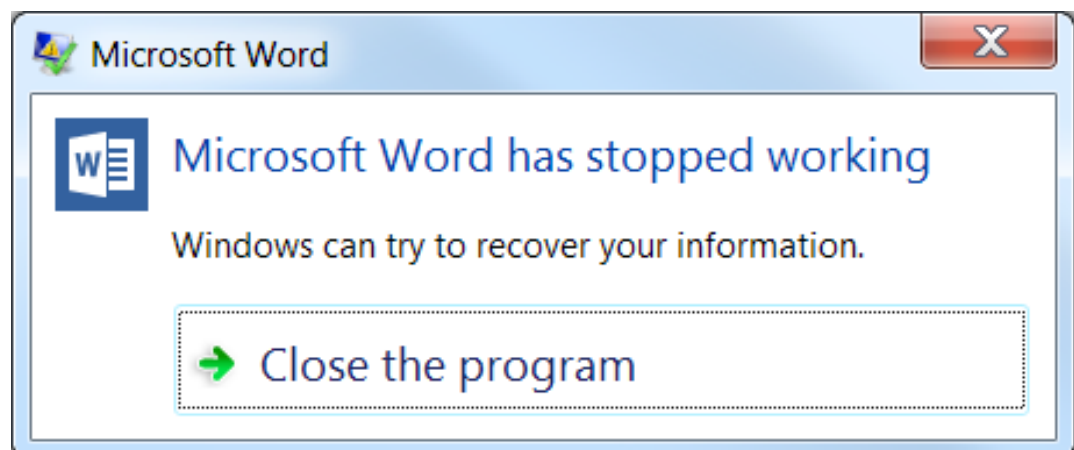 Microsoft Word
Microsoft Word has stopped working
Windows can try to recover your information.
Close the program